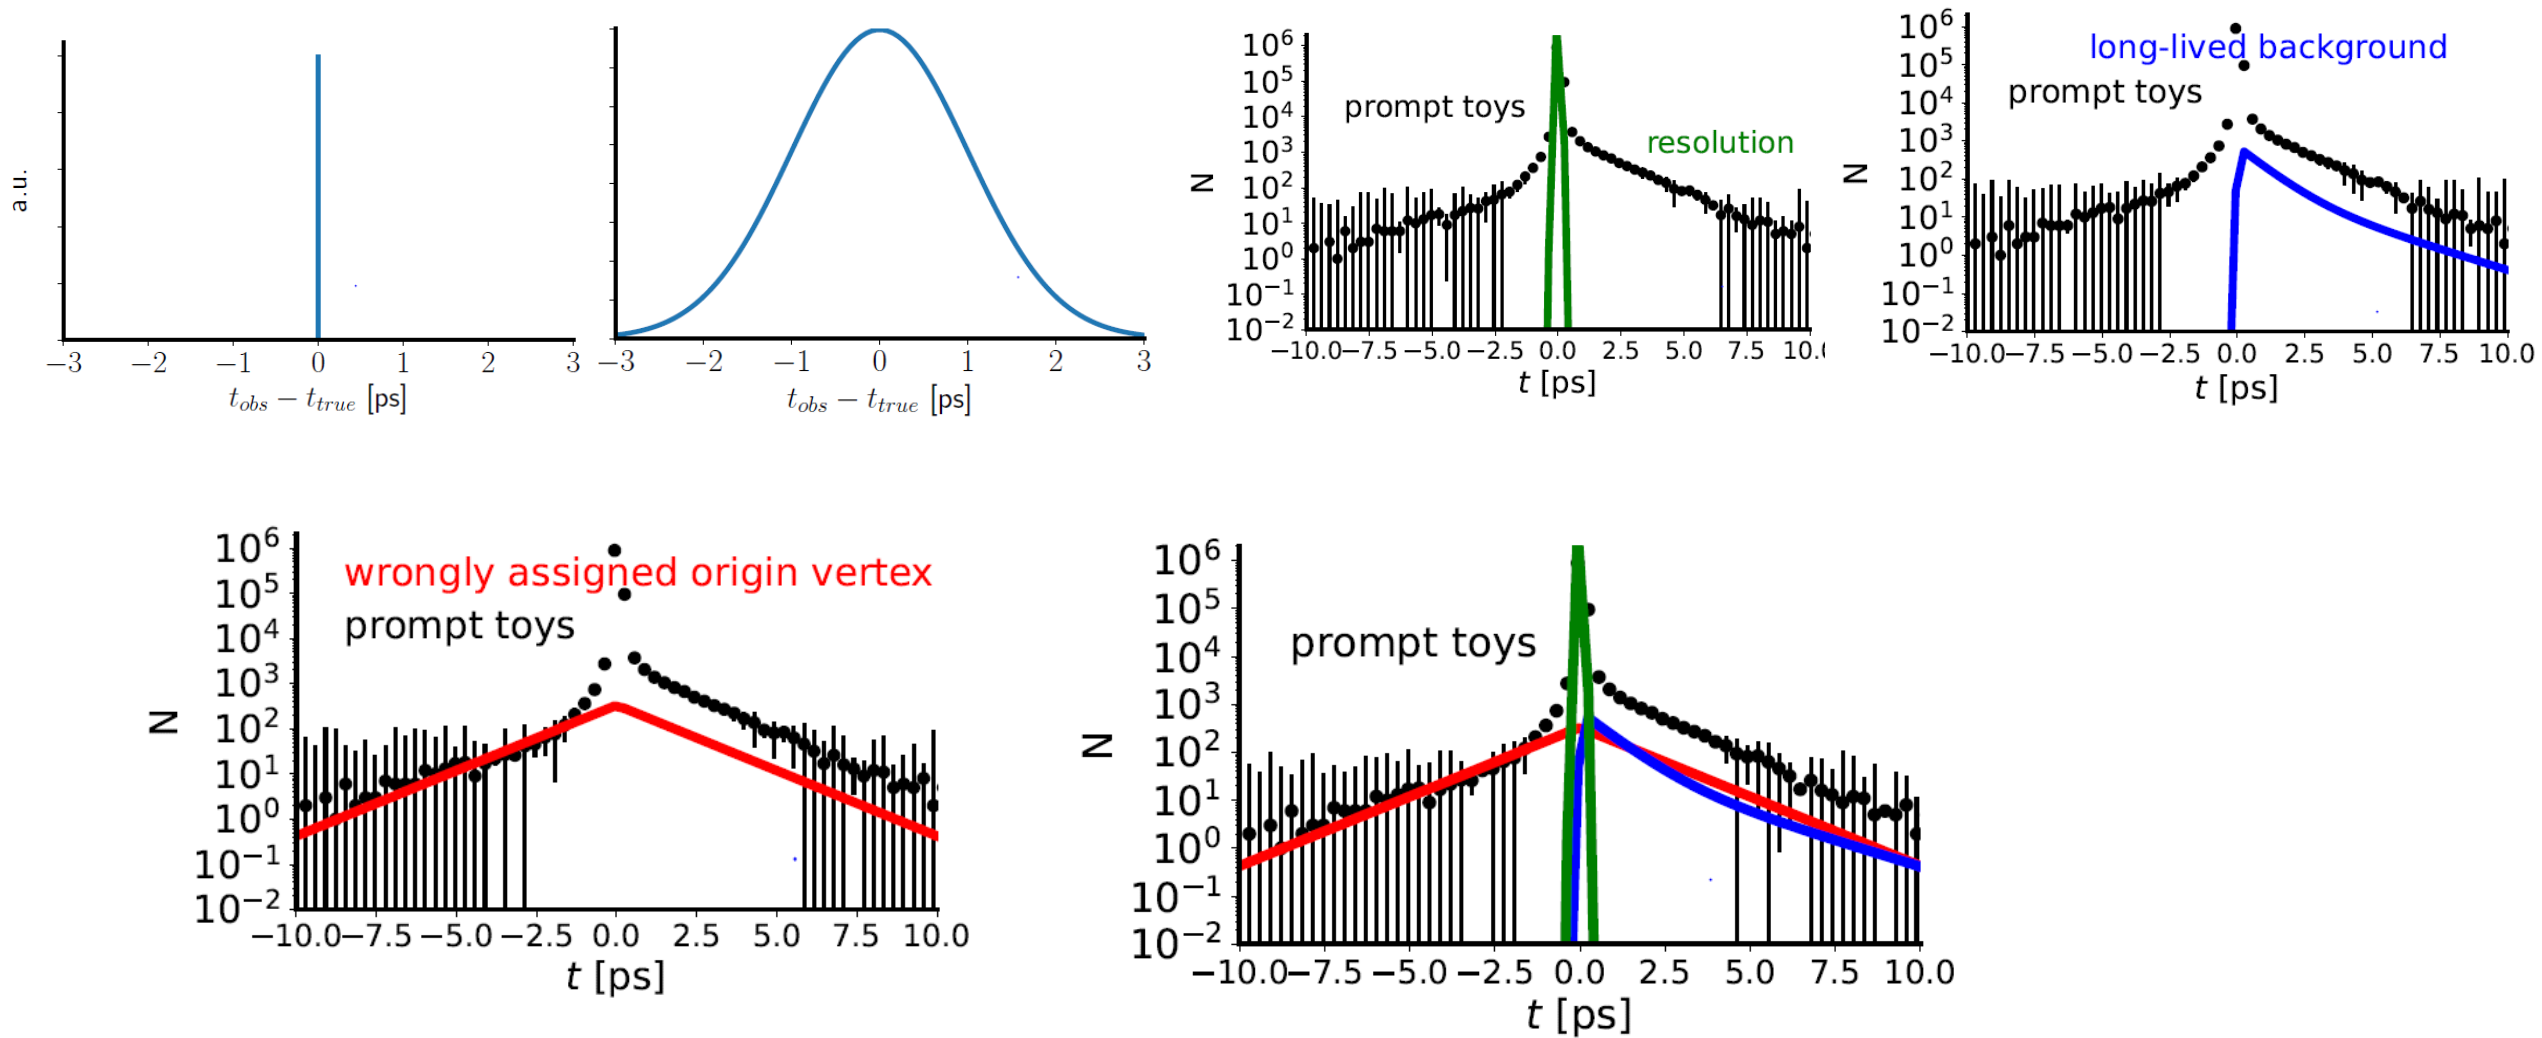 a.u.
−3 −2 −1 0 1 2 3
t_obs − t_true [ps]
−3 −2 −1 0 1 2 3
t_obs − t_true [ps]
N
10^6
10^5
10^4
10^3
10^2
10^1
10^0
10^−1
10^−2
prompt toys
resolution
−10.0 −7.5 −5.0 −2.5 0.0 2.5 5.0 7.5 10.
t [ps]
N
10^6
10^5
10^4
10^3
10^2
10^1
10^0
10^−1
10^−2
long-lived background
prompt toys
−10.0 −7.5 −5.0 −2.5 0.0 2.5 5.0 7.5 10.0
t [ps]
N
10^6
10^5
10^4
10^3
10^2
10^1
10^0
10^−1
10^−2
wrongly assigned origin vertex
prompt toys
−10.0 −7.5 −5.0 −2.5 0.0 2.5 5.0 7.5 10.0
t [ps]
N
10^6
10^5
10^4
10^3
10^2
10^1
10^0
10^−1
10^−2
prompt toys
−10.0 −7.5 −5.0 −2.5 0.0 2.5 5.0 7.5 10.0
t [ps]